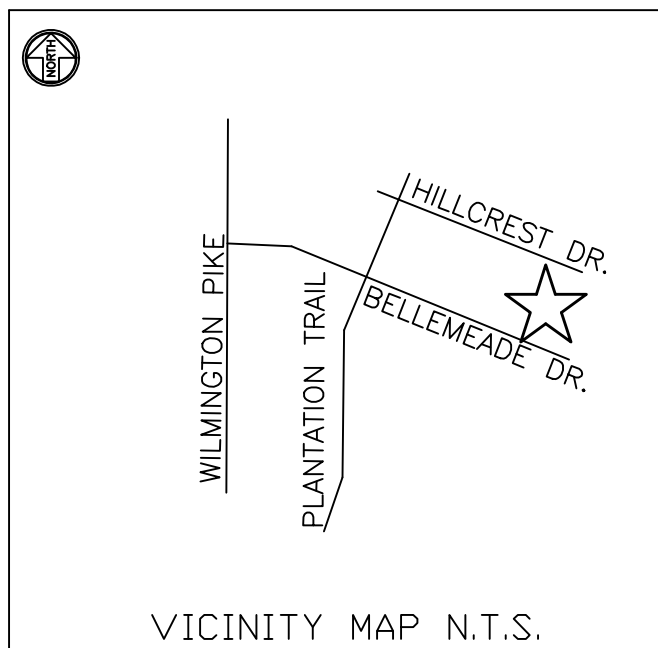 NORTH
HILLCREST DR.
BELLEMEADE DR.
WILMINGTON PIKE
PLANTATION TRAIL
VICINITY MAP N.T.S.